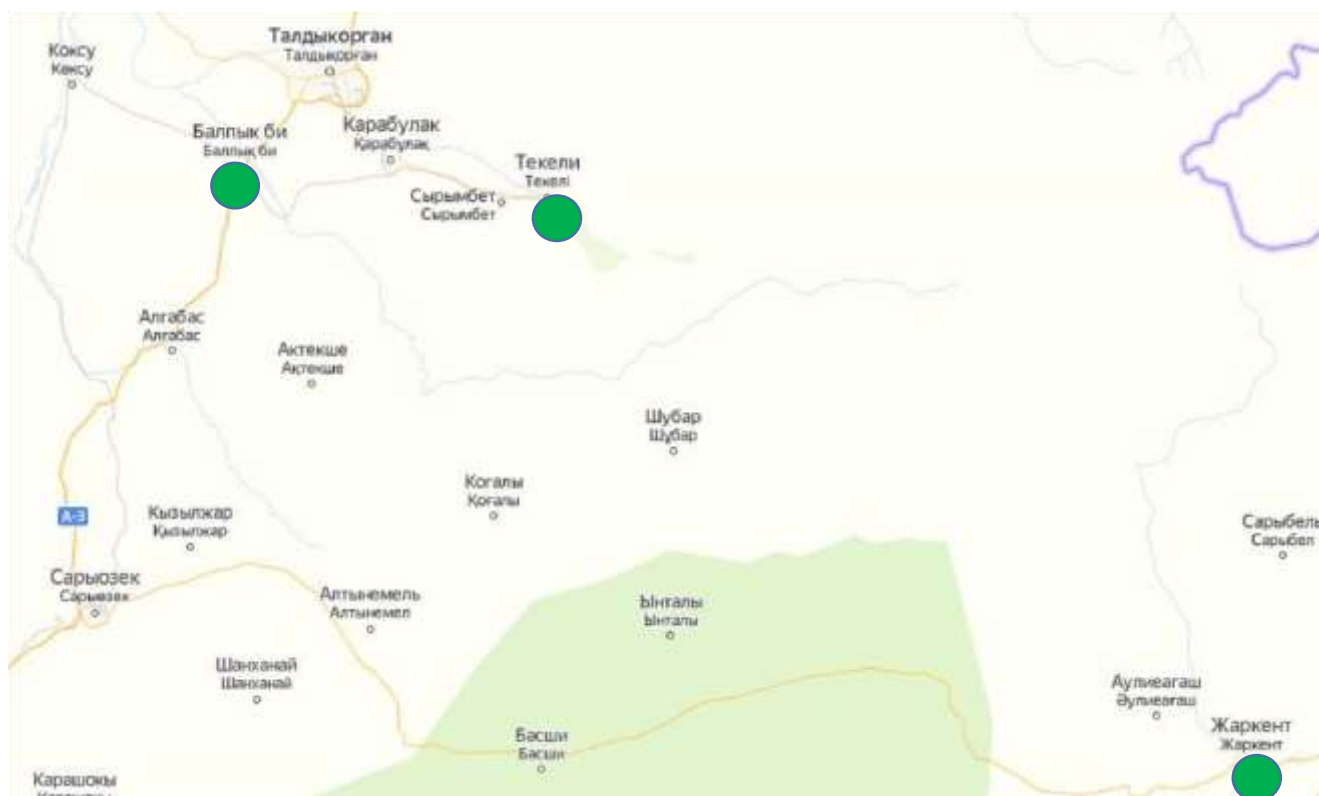 Талдыкорган
Талдықорған
Коксу
Көксу
Балпык би
Балпық би
Карабулак
Қарабұлақ
Текели
Текелі
Сырымбет
Сырымбет
Алгабас
Алғабас
Актекше
Ақтекше
Шубар
Шұбар
Когалы
Қоғалы
А-3
Кызылжар
Қызылжар
Сарыбель
Сарыбел
Сарыозек
Сарыөзек
Алтынемель
Алтынемел
Ынталы
Ынталы
Шанханай
Шанханай
Аулиеагаш
Әулиеағаш
Басши
Басши
Жаркент
Жаркент
Карашокы